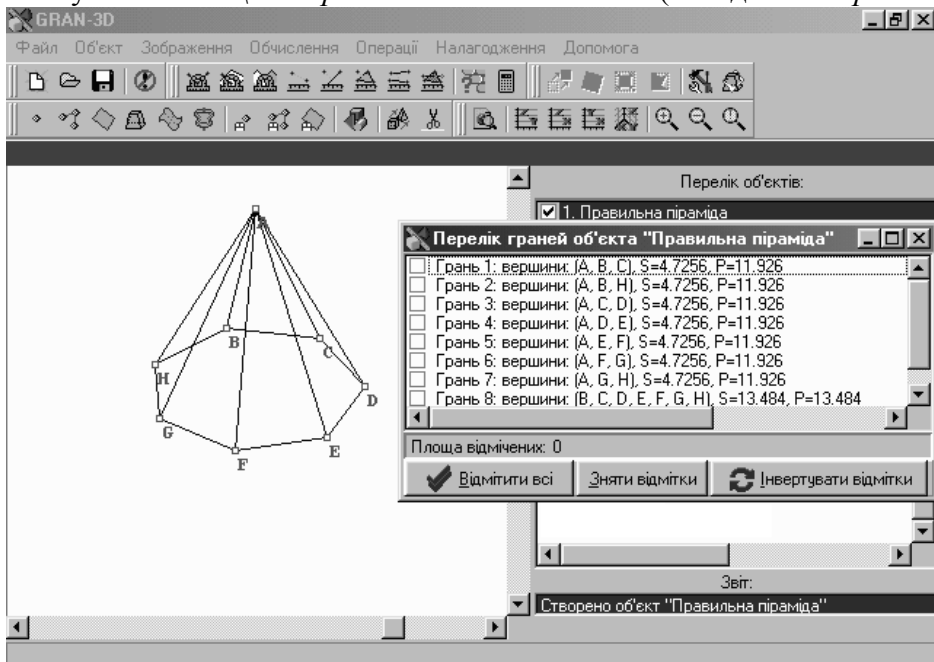 GRAN-3D
Файл Об'єкт Зображення Обчислення Операції Налагодження Допомога
Перелік об'єктів:
1. Правильна піраміда
Перелік граней об'єкта "Правильна піраміда"
Грань 1: вершини: (A, B, C), S=4.7256, P=11.926
Грань 2: вершини: (A, B, H), S=4.7256, P=11.926
Грань 3: вершини: (A, C, D), S=4.7256, P=11.926
Грань 4: вершини: (A, D, E), S=4.7256, P=11.926
Грань 5: вершини: (A, E, F), S=4.7256, P=11.926
Грань 6: вершини: (A, F, G), S=4.7256, P=11.926
Грань 7: вершини: (A, G, H), S=4.7256, P=11.926
Грань 8: вершини: (B, C, D, E, F, G, H), S=13.484, P=13.484
Площа відмічених: 0
Відмітити всі Зняти відмітки Інвертувати відмітки
B
C
H
D
G
E
F
Звіт:
Створено об'єкт "Правильна піраміда"